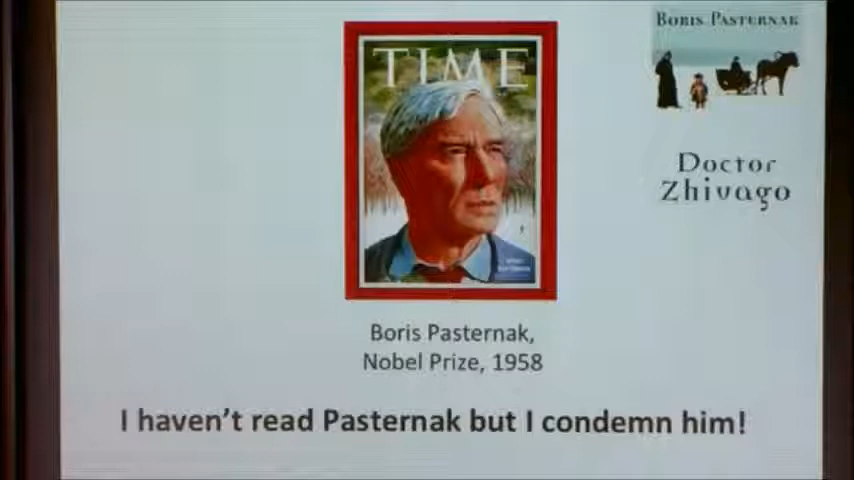 BORIS PASTERNAK
TIME
Doctor
Zhivago
Boris Pasternak,
Nobel Prize, 1958
I haven't read Pasternak but I condemn him!